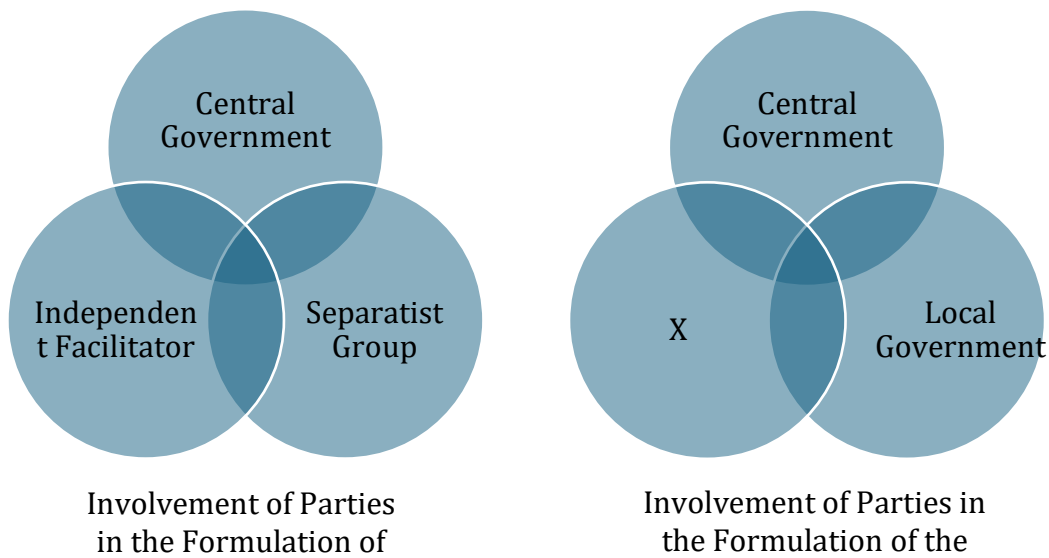 Central
Government
Independen
t Facilitator
Separatist
Group
Involvement of Parties
in the Formulation of
Central
Government
X
Local
Government
Involvement of Parties in
the Formulation of the